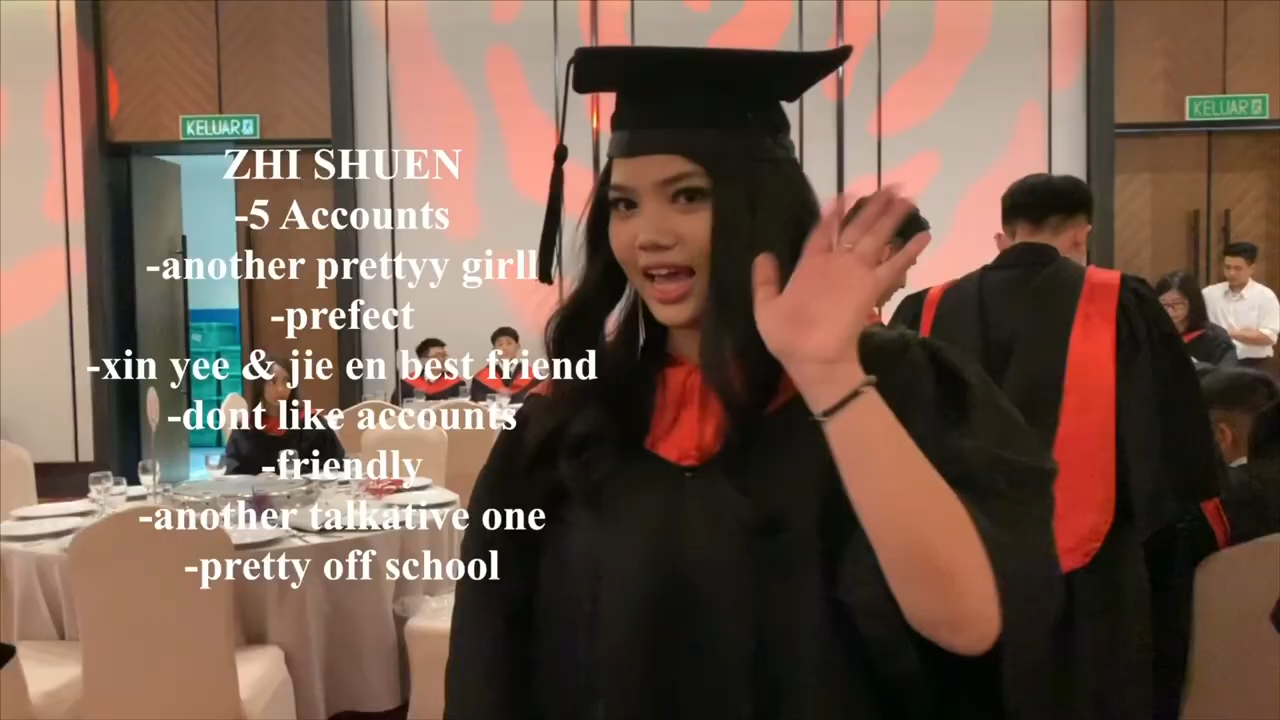 KELUAR
KELUAR
ZHI SHUEN
-5 Accounts
-another prettyy girll
-prefect
-xin yee & jie en best friend
-dont like accounts
-friendly
-another talkative one
-pretty off school